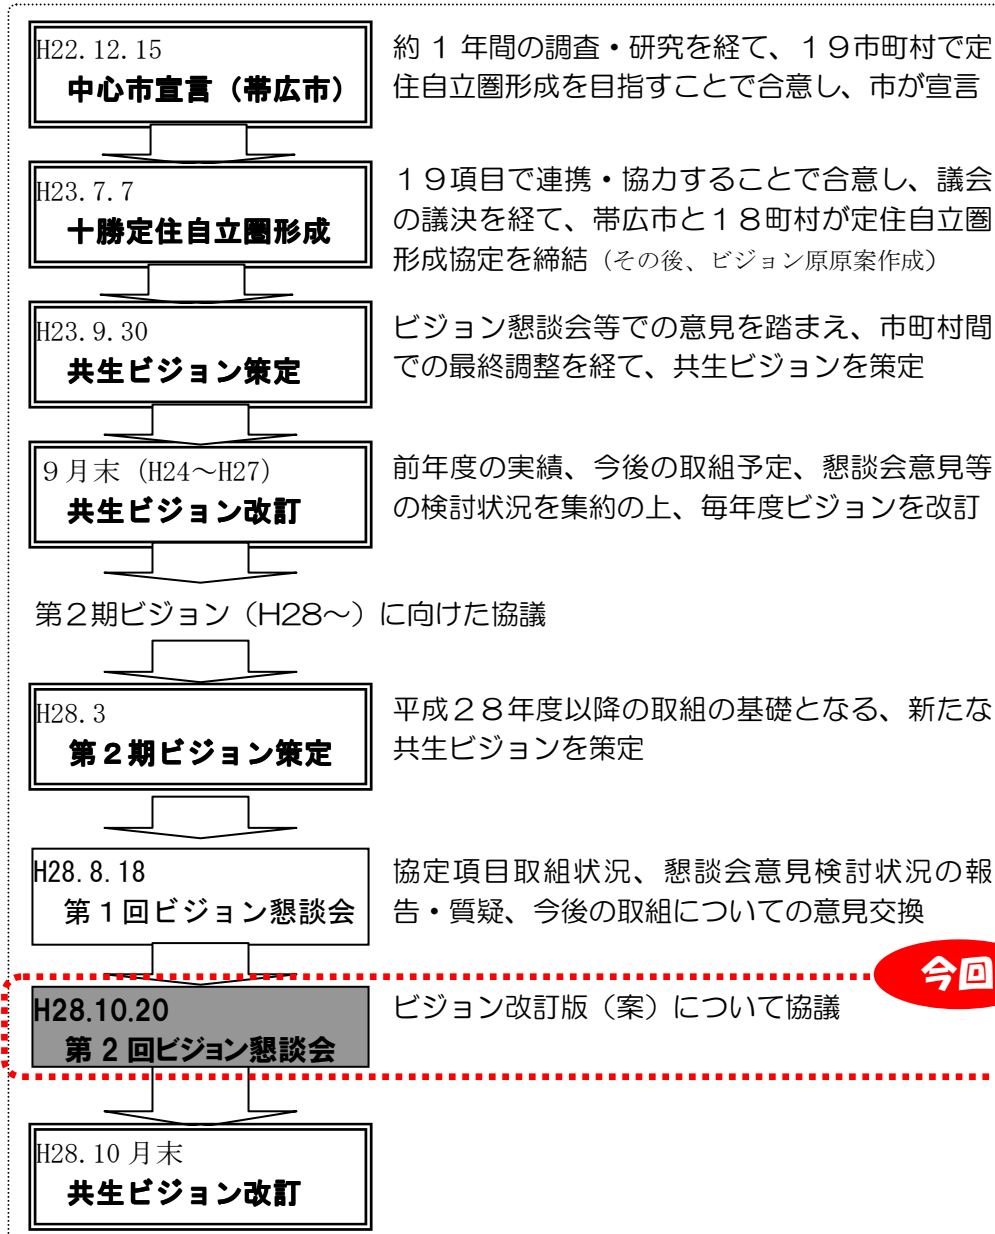 H22.12.15
中心市宣言（帯広市）
約 1 年間の調査・研究を経て、１９市町村で定
住自立圏形成を目指すことで合意し、市が宣言
H23.7.7
十勝定住自立圏形成
１９項目で連携・協力することで合意し、議会
の議決を経て、帯広市と１８町村が定住自立圏
形成協定を締結（その後、ビジョン原原案作成）
H23.9.30
共生ビジョン策定
ビジョン懇談会等での意見を踏まえ、市町村間
での最終調整を経て、共生ビジョンを策定
９月末（H24～H27）
共生ビジョン改訂
前年度の実績、今後の取組予定、懇談会意見等
の検討状況を集約の上、毎年度ビジョンを改訂
第２期ビジョン（H28～）に向けた協議
H28.3
第２期ビジョン策定
平成２８年度以降の取組の基礎となる、新たな
共生ビジョンを策定
H28.8.18
第１回ビジョン懇談会
協定項目取組状況、懇談会意見検討状況の報
告・質疑、今後の取組についての意見交換
今回
H28.10.20
第 2 回ビジョン懇談会
ビジョン改訂版（案）について協議
H28.10 月末
共生ビジョン改訂